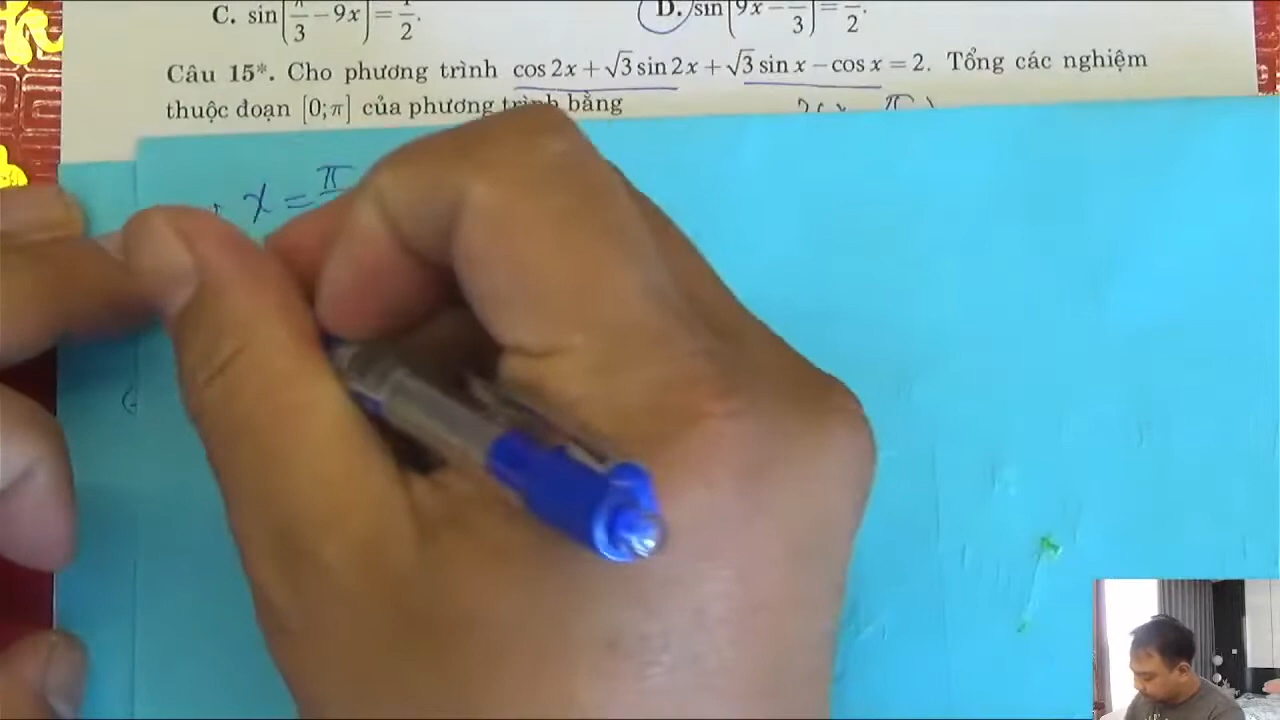 C. sin(π/3 − 9x) = 1/2.
D. sin(9x − π/3) = 1/2.
Câu 15*. Cho phương trình cos 2x + √3 sin 2x + √3 sin x − cos x = 2. Tổng các nghiệm
thuộc đoạn [0; π] của phương trình bằng
x = π